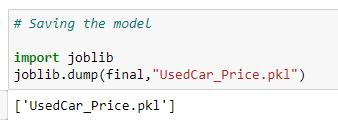 # Saving the model
import joblib
joblib.dump(final,"UsedCar_Price.pkl")
['UsedCar_Price.pkl']